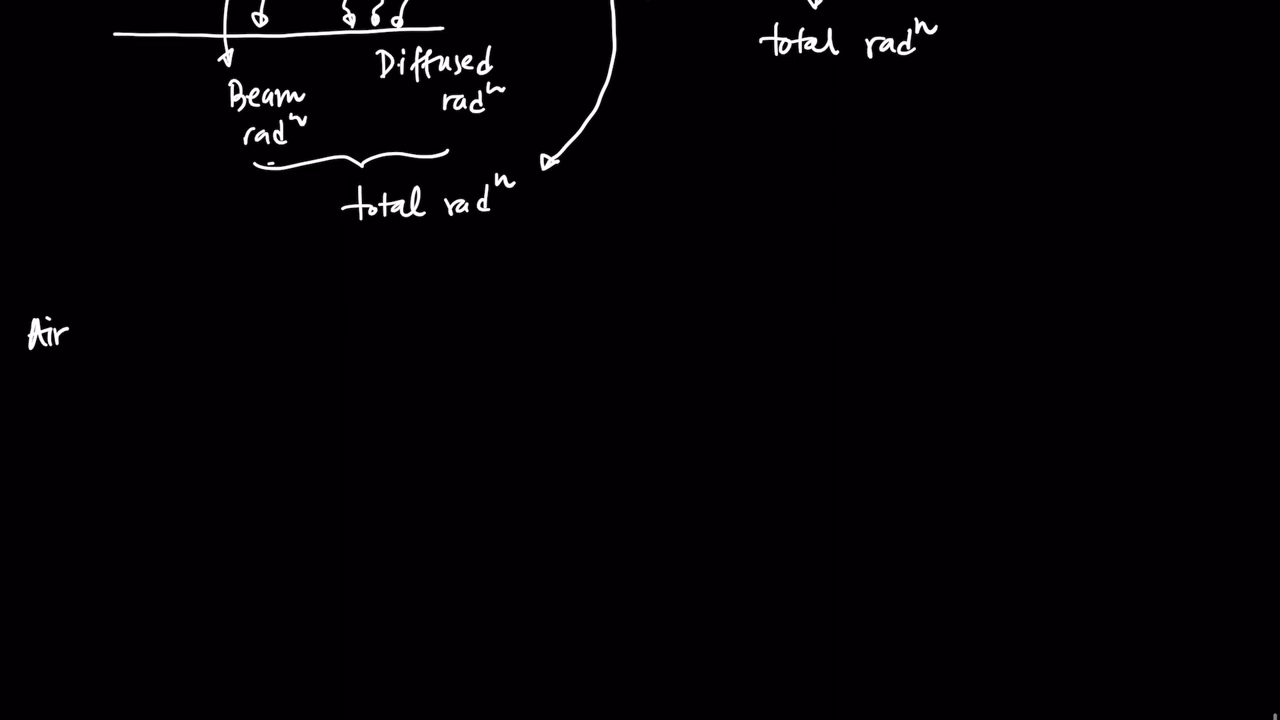 total radⁿ
Diffused
radⁿ
Beam
radⁿ
total radⁿ
Air